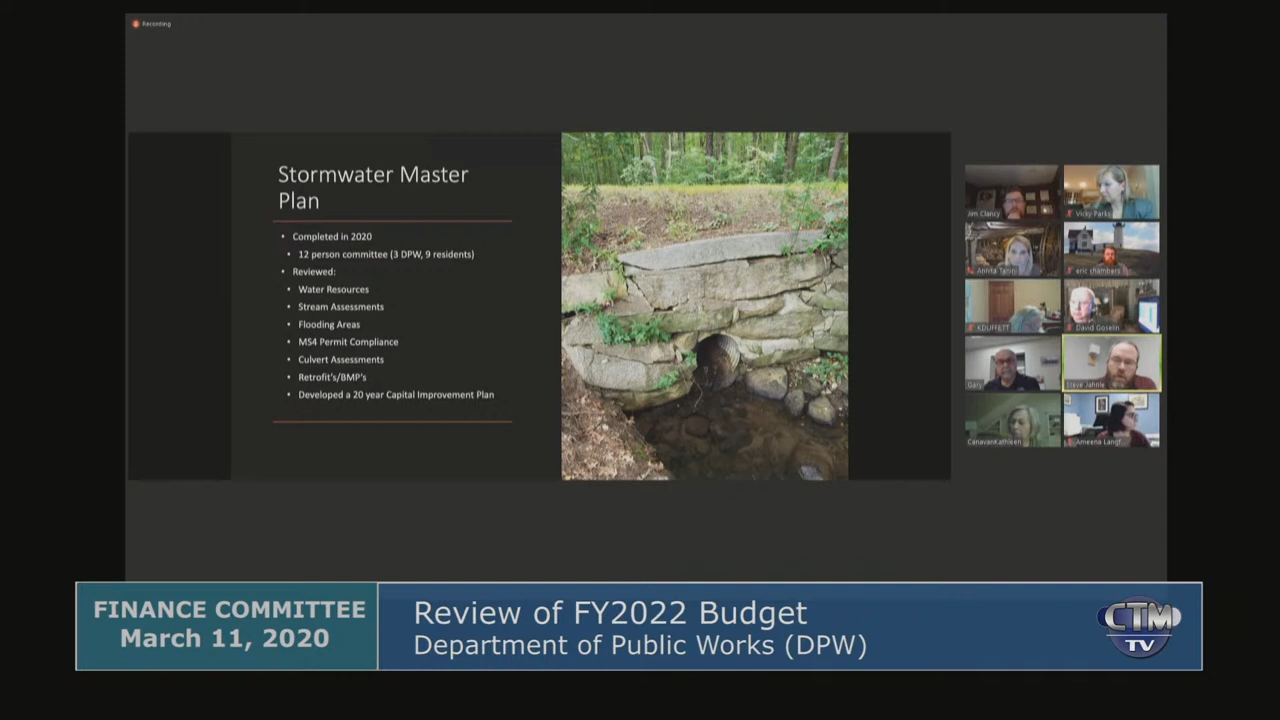 Recording
Stormwater Master
Plan
• Completed in 2020
• 12 person committee (3 DPW, 9 residents)
• Reviewed:
• Water Resources
• Stream Assessments
• Flooding Areas
• MS4 Permit Compliance
• Culvert Assessments
• Retrofit's/BMP's
• Developed a 20 year Capital Improvement Plan
Jim Clancy
Vicky Parks
Annita Tanini
eric chambers
KDUFFETT
David Goselin
Gary
Steve Jahnle
CanavanKathleen
Ameena Langf
FINANCE COMMITTEE
March 11, 2020
Review of FY2022 Budget
Department of Public Works (DPW)
CTM
TV